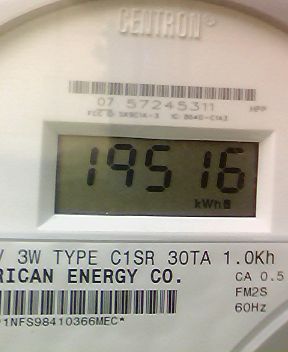 CENTRON®
07 57245311 HPP
19516
kWh
V 3W TYPE C1SR 30TA 1.0Kh
RICAN ENERGY CO.
CA 0.5
FM2S
60Hz
1NFS98410366MEC*